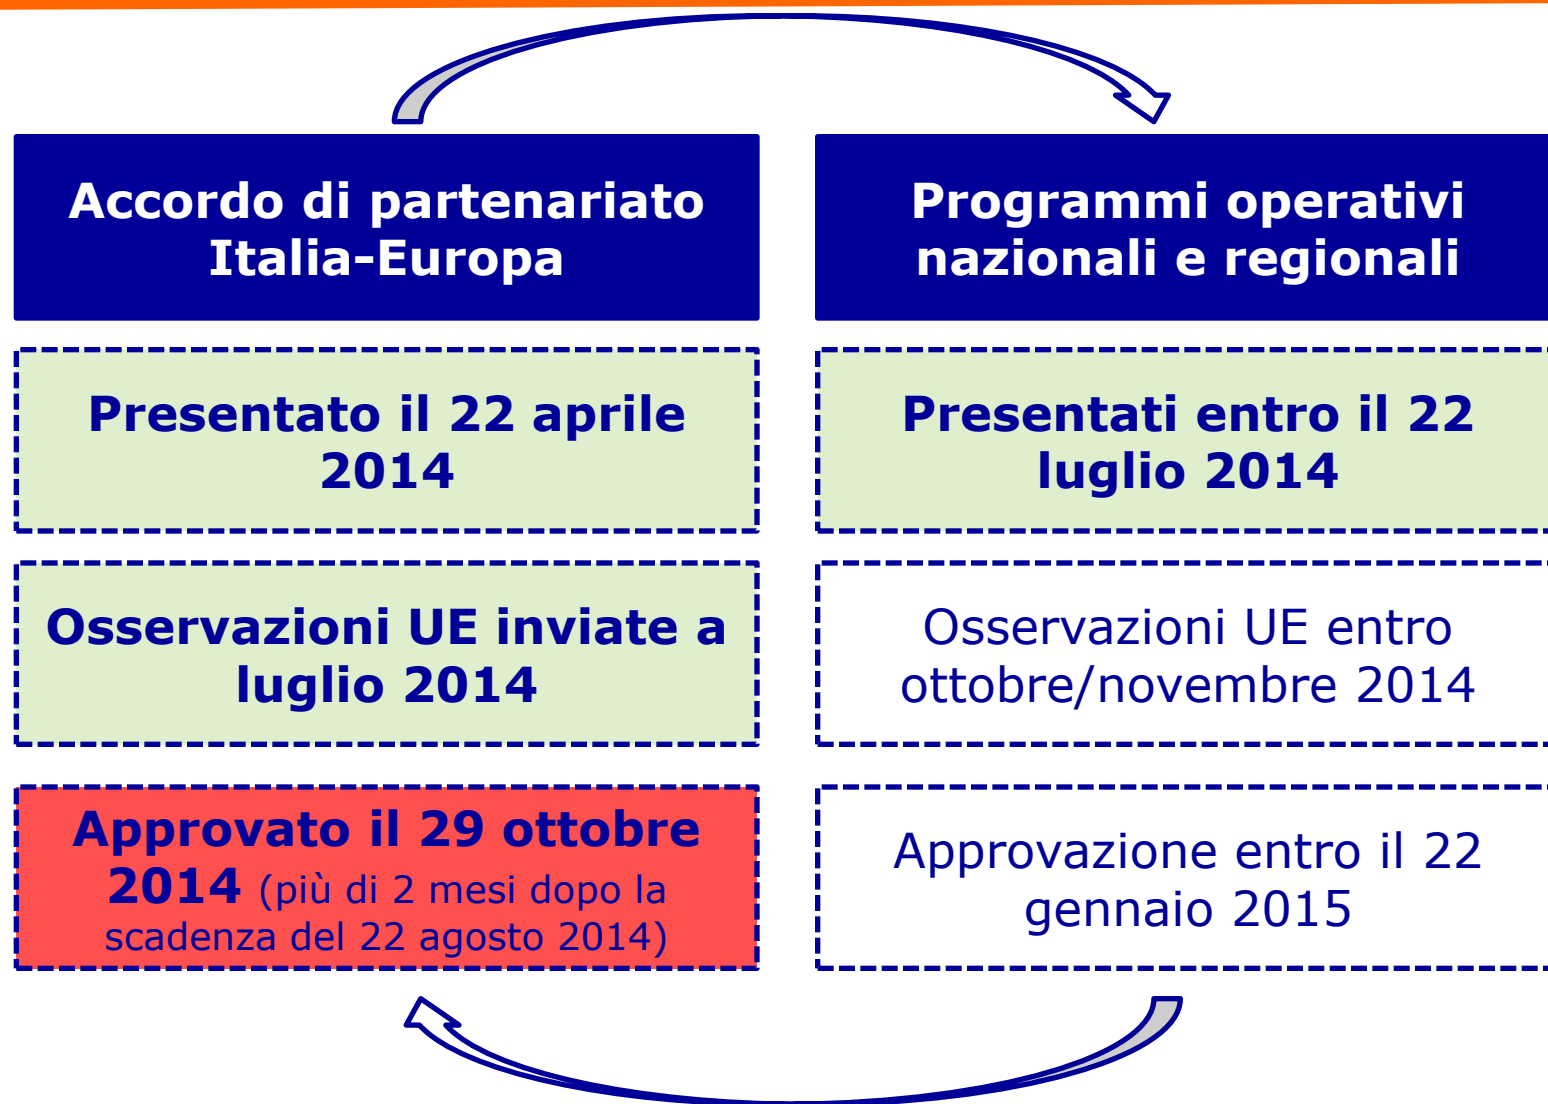 Accordo di partenariato
Italia-Europa
Presentato il 22 aprile
2014
Osservazioni UE inviate a
luglio 2014
Approvato il 29 ottobre
2014 (più di 2 mesi dopo la
scadenza del 22 agosto 2014)
Programmi operativi
nazionali e regionali
Presentati entro il 22
luglio 2014
Osservazioni UE entro
ottobre/novembre 2014
Approvazione entro il 22
gennaio 2015